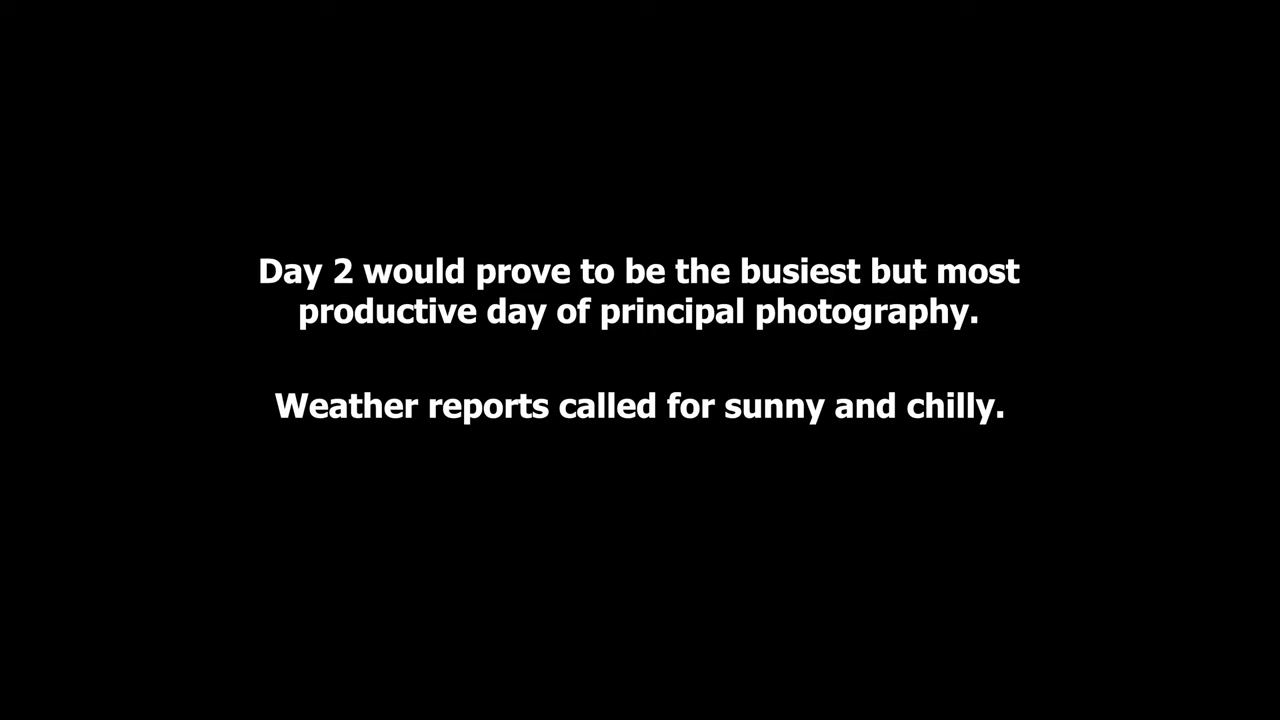 Day 2 would prove to be the busiest but most
productive day of principal photography.
Weather reports called for sunny and chilly.